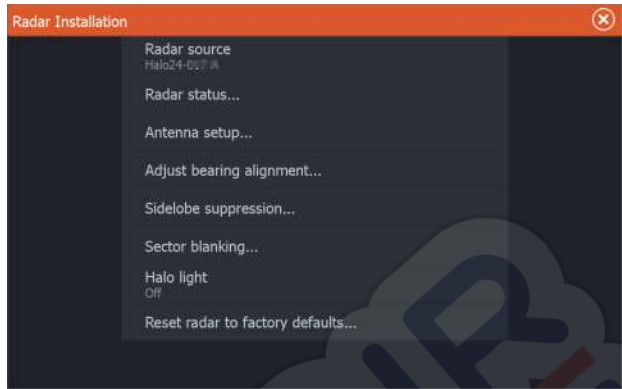 Radar Installation
Radar source
Radar status...
Antenna setup...
Adjust bearing alignment...
Sidelobe suppression...
Sector blanking...
Halo light
Off
Reset radar to factory defaults...